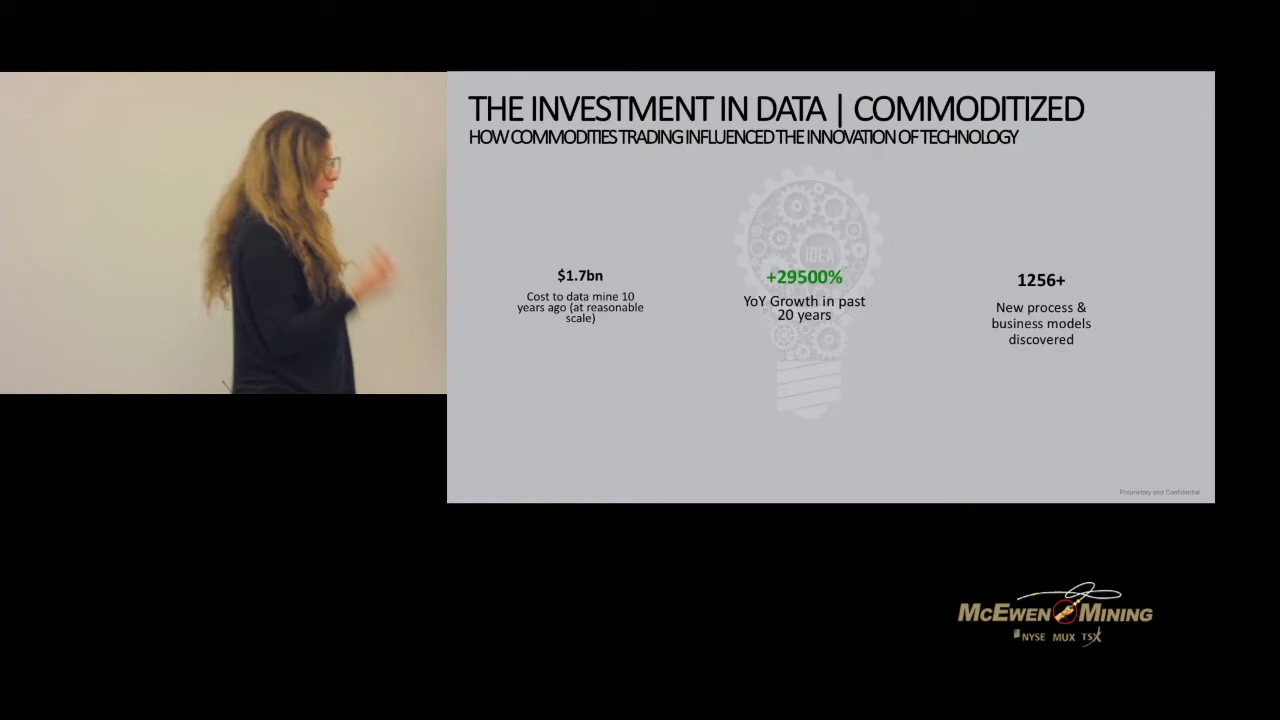 THE INVESTMENT IN DATA | COMMODITIZED
HOW COMMODITIES TRADING INFLUENCED THE INNOVATION OF TECHNOLOGY
IDEA
$1.7bn
Cost to data mine 10
years ago (at reasonable
scale)
+29500%
YoY Growth in past
20 years
1256+
New process &
business models
discovered
Proprietary and Confidential
MCEWEN MINING
NYSE MUX TSX